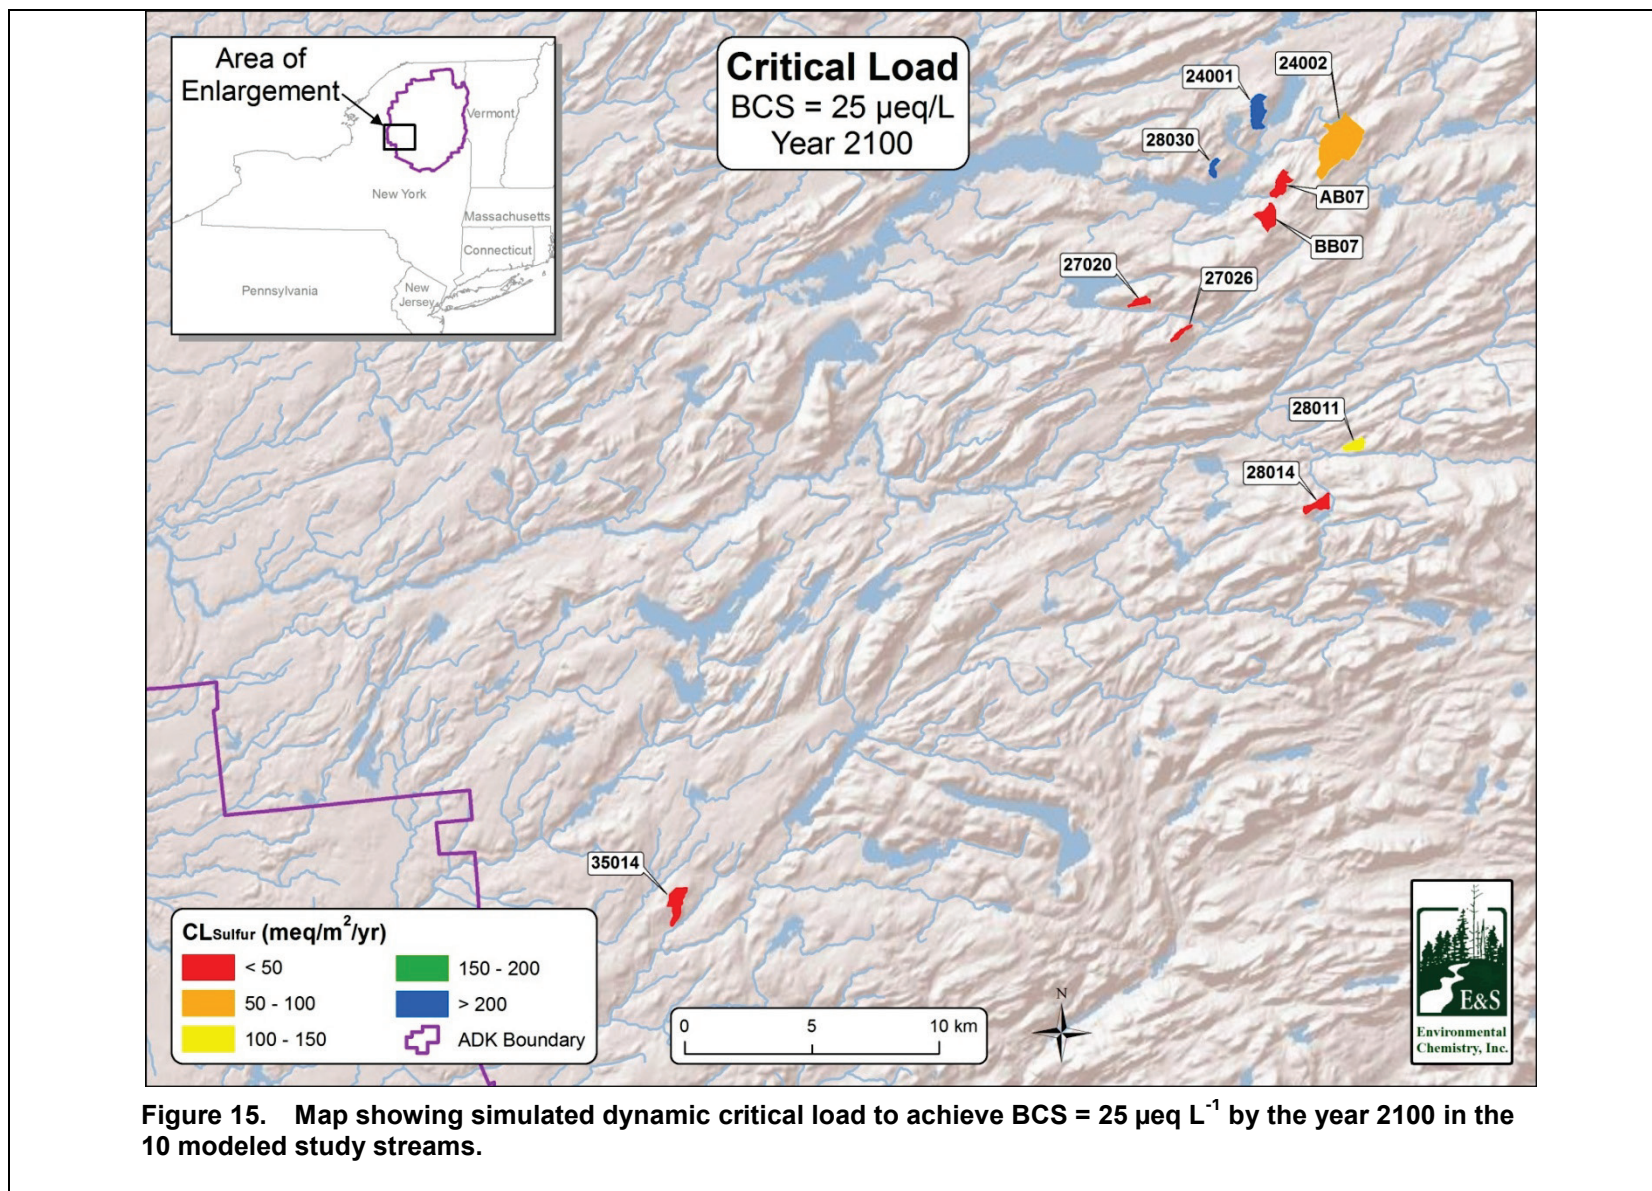 Area of
Enlargement
Vermont
New York
Massachusetts
Connecticut
Pennsylvania
New
Jersey
Critical Load
BCS = 25 µeq/L
Year 2100
24001
24002
28030
AB07
BB07
27020
27026
28011
28014
35014
CLSulfur (meq/m²/yr)
< 50
50 - 100
100 - 150
150 - 200
> 200
ADK Boundary
0 5 10 km
N
E&S
Environmental
Chemistry, Inc.
Figure 15. Map showing simulated dynamic critical load to achieve BCS = 25 µeq L⁻¹ by the year 2100 in the
10 modeled study streams.